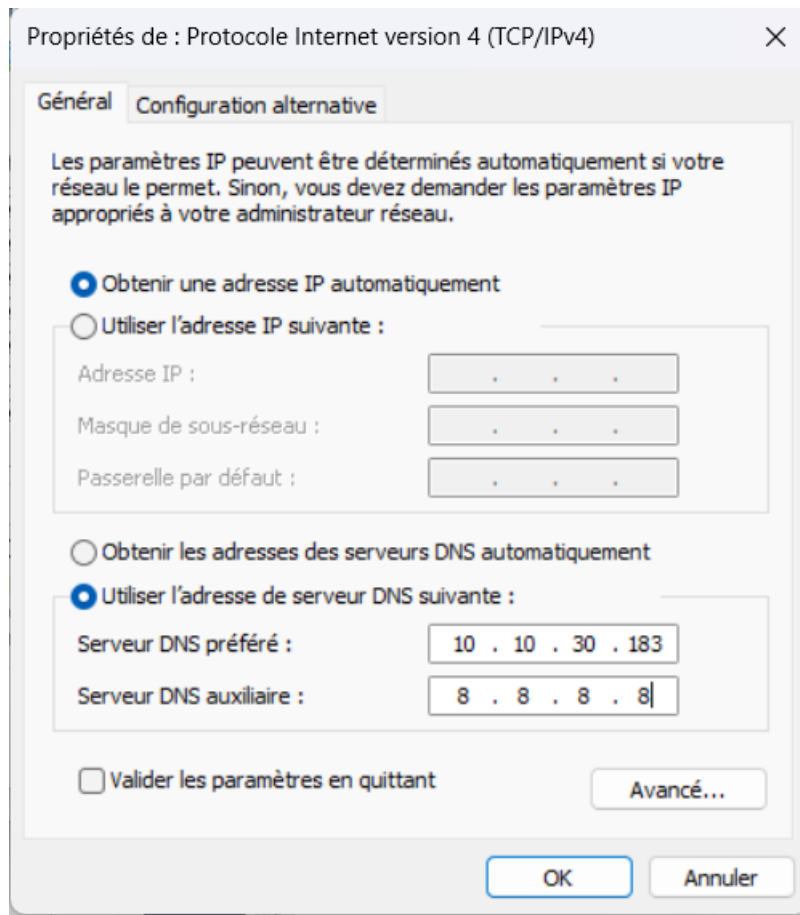 Propriétés de : Protocole Internet version 4 (TCP/IPv4)
Général
Configuration alternative
Les paramètres IP peuvent être déterminés automatiquement si votre
réseau le permet. Sinon, vous devez demander les paramètres IP
appropriés à votre administrateur réseau.
Obtenir une adresse IP automatiquement
Utiliser l'adresse IP suivante :
Adresse IP : . . .
Masque de sous-réseau : . . .
Passerelle par défaut : . . .
Obtenir les adresses des serveurs DNS automatiquement
Utiliser l'adresse de serveur DNS suivante :
Serveur DNS préféré : 10 . 10 . 30 . 183
Serveur DNS auxiliaire : 8 . 8 . 8 . 8
Valider les paramètres en quittant
Avancé...
OK
Annuler